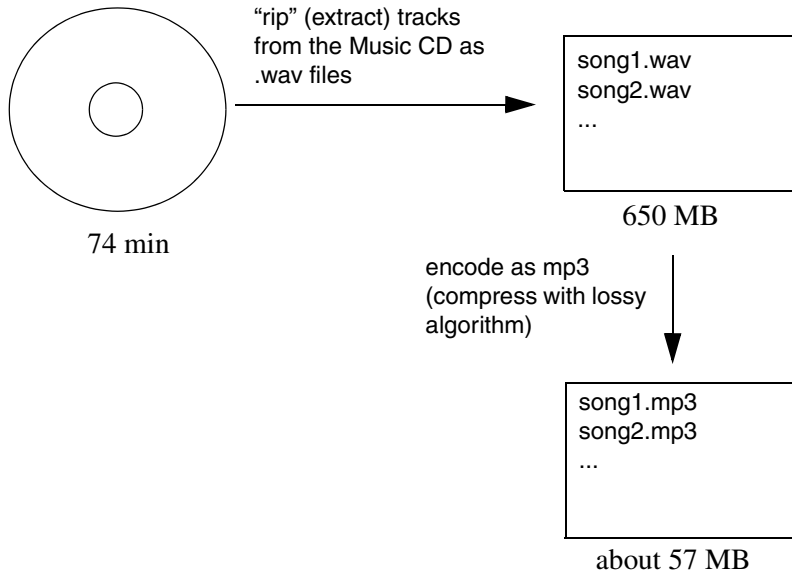 “rip” (extract) tracks
from the Music CD as
.wav files
song1.wav
song2.wav
...
74 min
650 MB
encode as mp3
(compress with lossy
algorithm)
song1.mp3
song2.mp3
...
about 57 MB